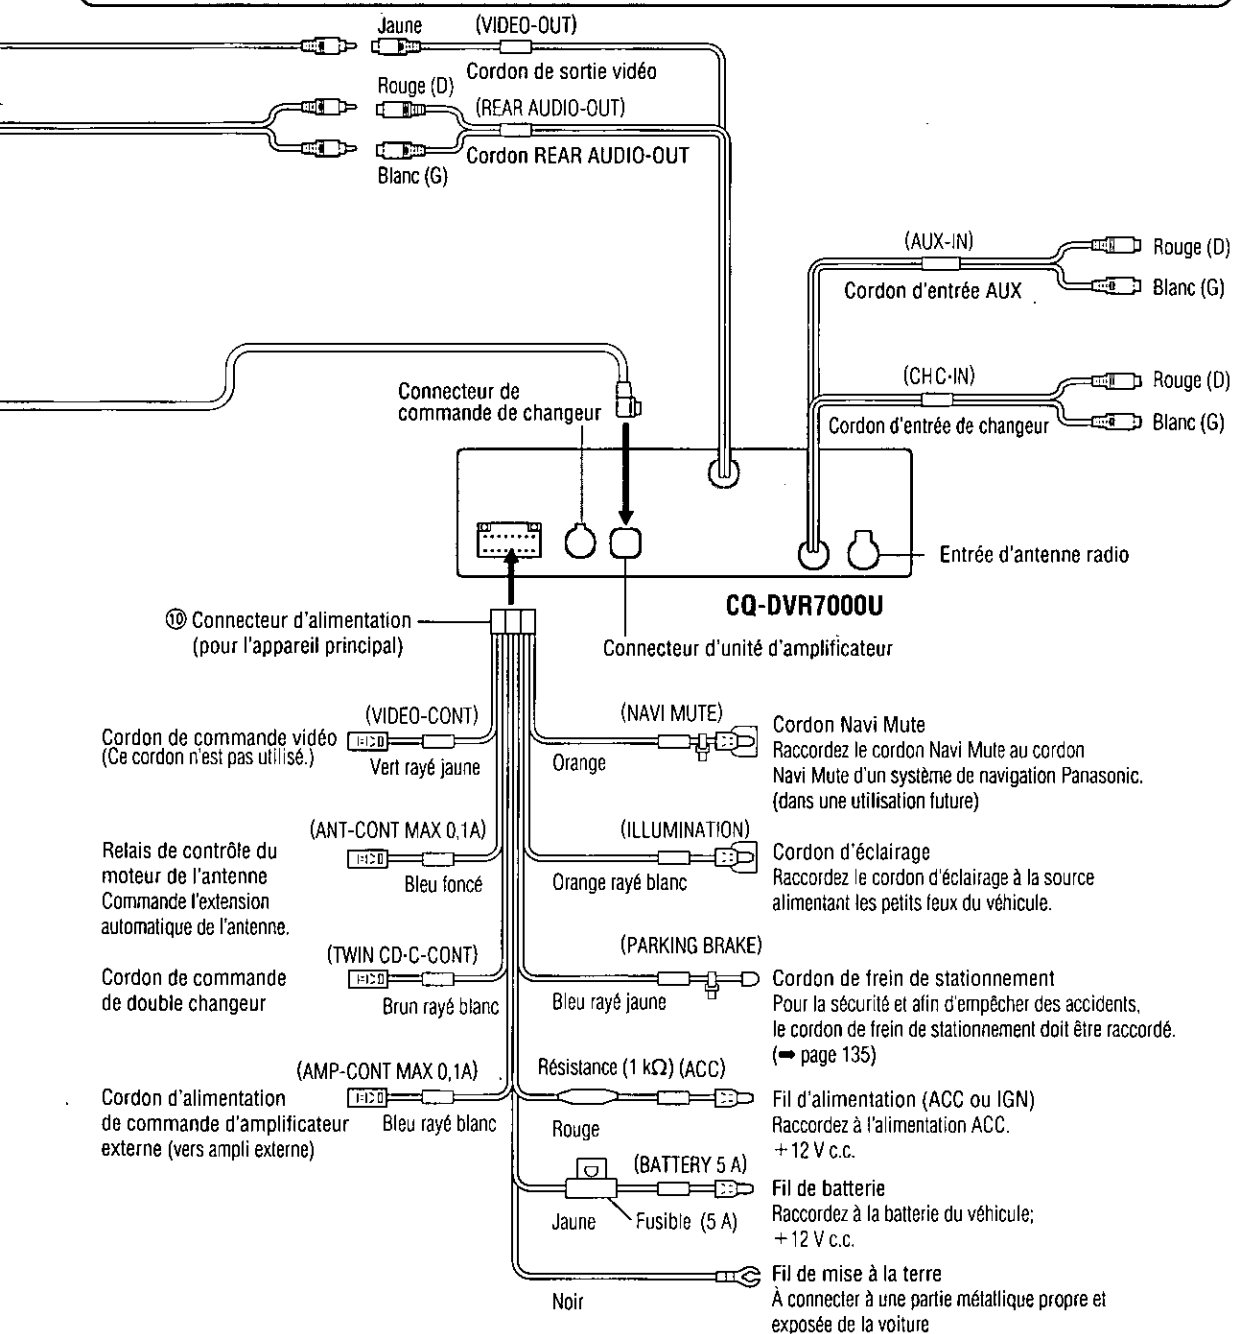 Jaune
(VIDEO-OUT)
Cordon de sortie vidéo
Rouge (D)
(REAR AUDIO-OUT)
Cordon REAR AUDIO-OUT
Blanc (G)
(AUX-IN)
Rouge (D)
Cordon d'entrée AUX
Blanc (G)
(CHC-IN)
Rouge (D)
Cordon d'entrée de changeur
Blanc (G)
Connecteur de
commande de changeur
Entrée d'antenne radio
CQ-DVR7000U
⑩ Connecteur d'alimentation
(pour l'appareil principal)
Connecteur d'unité d'amplificateur
(VIDEO-CONT)
Cordon de commande vidéo
(Ce cordon n'est pas utilisé.)
Vert rayé jaune
(NAVI MUTE)
Orange
Cordon Navi Mute
Raccordez le cordon Navi Mute au cordon
Navi Mute d'un système de navigation Panasonic.
(dans une utilisation future)
(ANT-CONT MAX 0,1A)
Relais de contrôle du
moteur de l'antenne
Commande l'extension
automatique de l'antenne.
Bleu foncé
(ILLUMINATION)
Orange rayé blanc
Cordon d'éclairage
Raccordez le cordon d'éclairage à la source
alimentant les petits feux du véhicule.
(TWIN CD-C-CONT)
Cordon de commande
de double changeur
Brun rayé blanc
(PARKING BRAKE)
Bleu rayé jaune
Cordon de frein de stationnement
Pour la sécurité et afin d'empêcher des accidents,
le cordon de frein de stationnement doit être raccordé.
(➡ page 135)
(AMP-CONT MAX 0,1A)
Cordon d'alimentation
de commande d'amplificateur
externe (vers ampli externe)
Bleu rayé blanc
Résistance (1 kΩ) (ACC)
Rouge
Fil d'alimentation (ACC ou IGN)
Raccordez à l'alimentation ACC.
+12 V c.c.
(BATTERY 5 A)
Jaune
Fusible (5 A)
Fil de batterie
Raccordez à la batterie du véhicule;
+12 V c.c.
Noir
Fil de mise à la terre
À connecter à une partie métallique propre et
exposée de la voiture